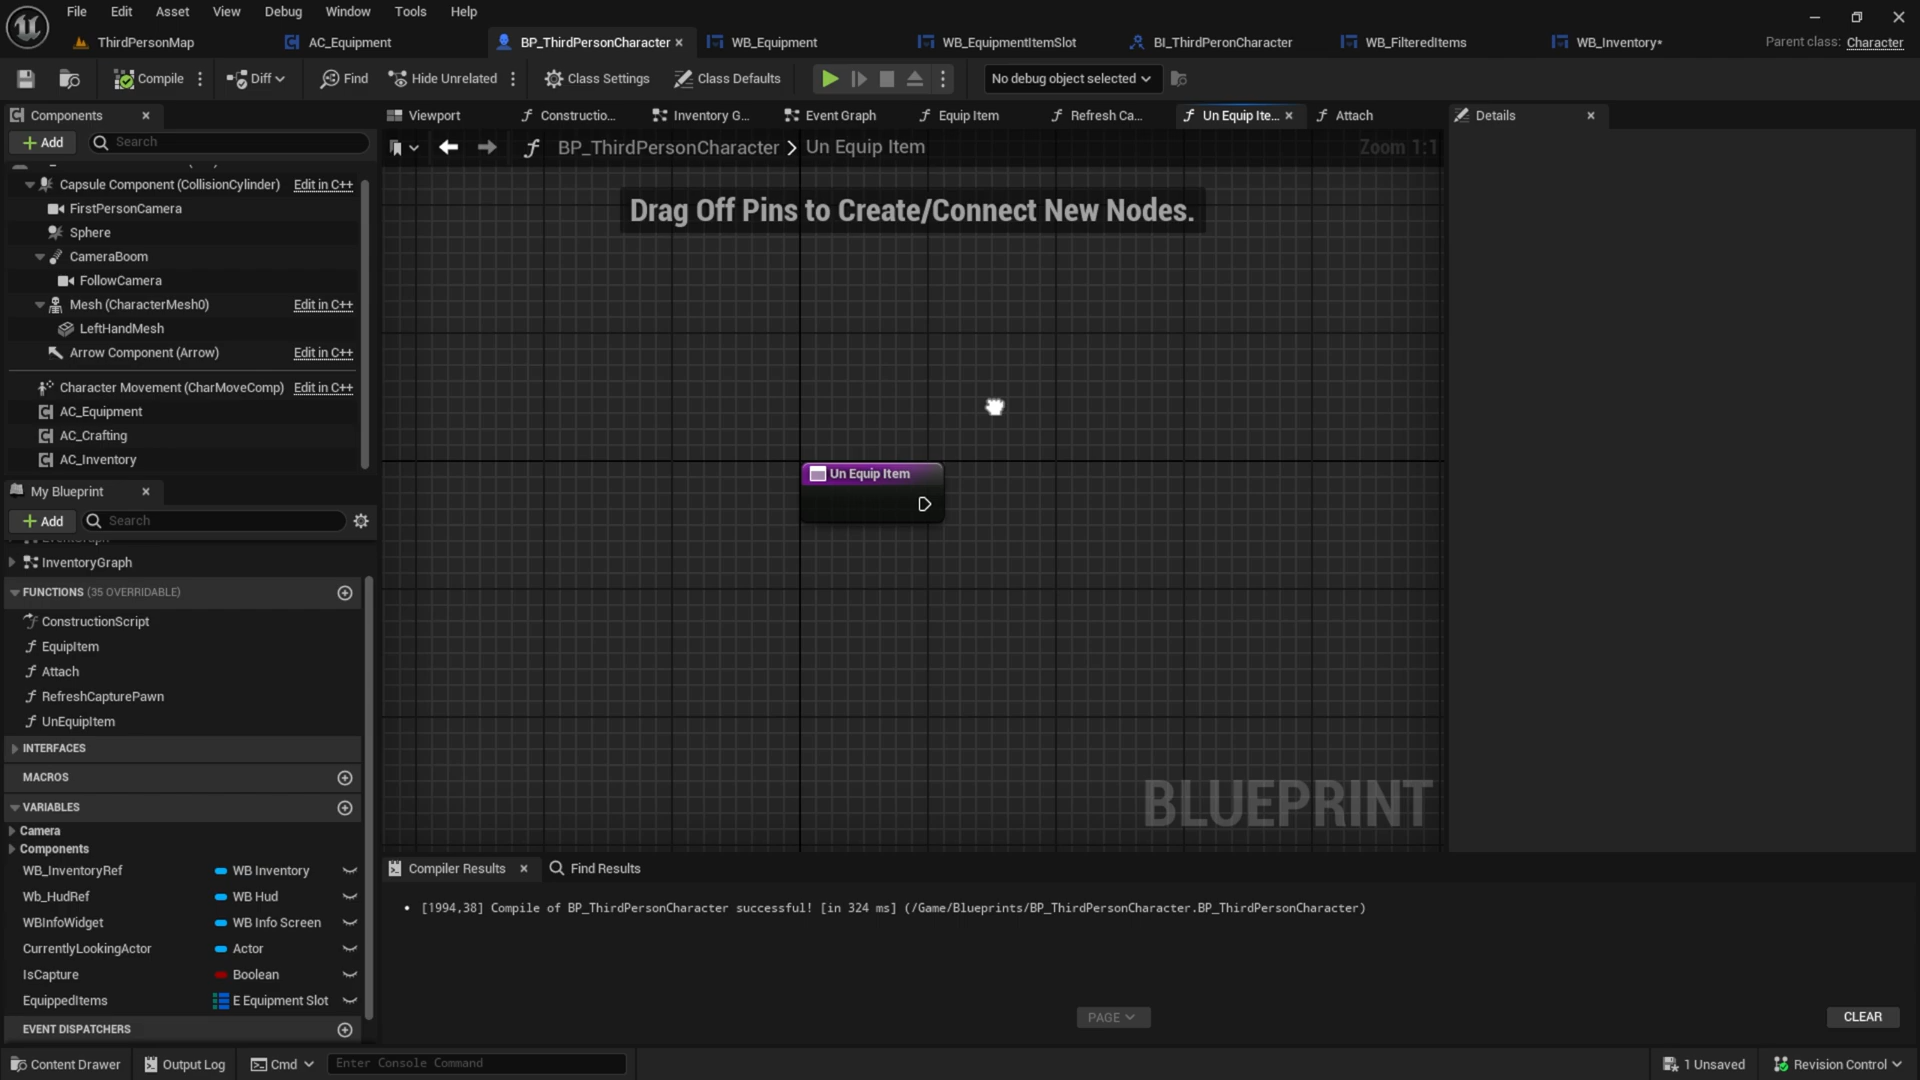 File Edit Asset View Debug Window Tools Help
ThirdPersonMap AC_Equipment BP_ThirdPersonCharacter WB_Equipment WB_EquipmentItemSlot BI_ThirdPeronCharacter WB_FilteredItems WB_Inventory* Parent class: Character
Compile Diff Find Hide Unrelated Class Settings Class Defaults No debug object selected
Components
Add Search
Capsule Component (CollisionCylinder) Edit in C++
FirstPersonCamera
Sphere
CameraBoom
FollowCamera
Mesh (CharacterMesh0) Edit in C++
LeftHandMesh
Arrow Component (Arrow) Edit in C++
Character Movement (CharMoveComp) Edit in C++
AC_Equipment
AC_Crafting
AC_Inventory
My Blueprint
Add Search
InventoryGraph
FUNCTIONS (35 OVERRIDABLE)
ConstructionScript
EquipItem
Attach
RefreshCapturePawn
UnEquipItem
INTERFACES
MACROS
VARIABLES
Camera
Components
WB_InventoryRef WB Inventory
Wb_HudRef WB Hud
WBInfoWidget WB Info Screen
CurrentlyLookingActor Actor
IsCapture Boolean
EquippedItems E Equipment Slot
EVENT DISPATCHERS
Viewport Constructio... Inventory G... Event Graph Equip Item Refresh Ca... Un Equip Ite... Attach
BP_ThirdPersonCharacter > Un Equip Item Zoom 1:1
Drag Off Pins to Create/Connect New Nodes.
Un Equip Item
BLUEPRINT
Details
Compiler Results Find Results
[1994,38] Compile of BP_ThirdPersonCharacter successful! [in 324 ms] (/Game/Blueprints/BP_ThirdPersonCharacter.BP_ThirdPersonCharacter)
PAGE CLEAR
Content Drawer Output Log Cmd Enter Console Command 1 Unsaved Revision Control